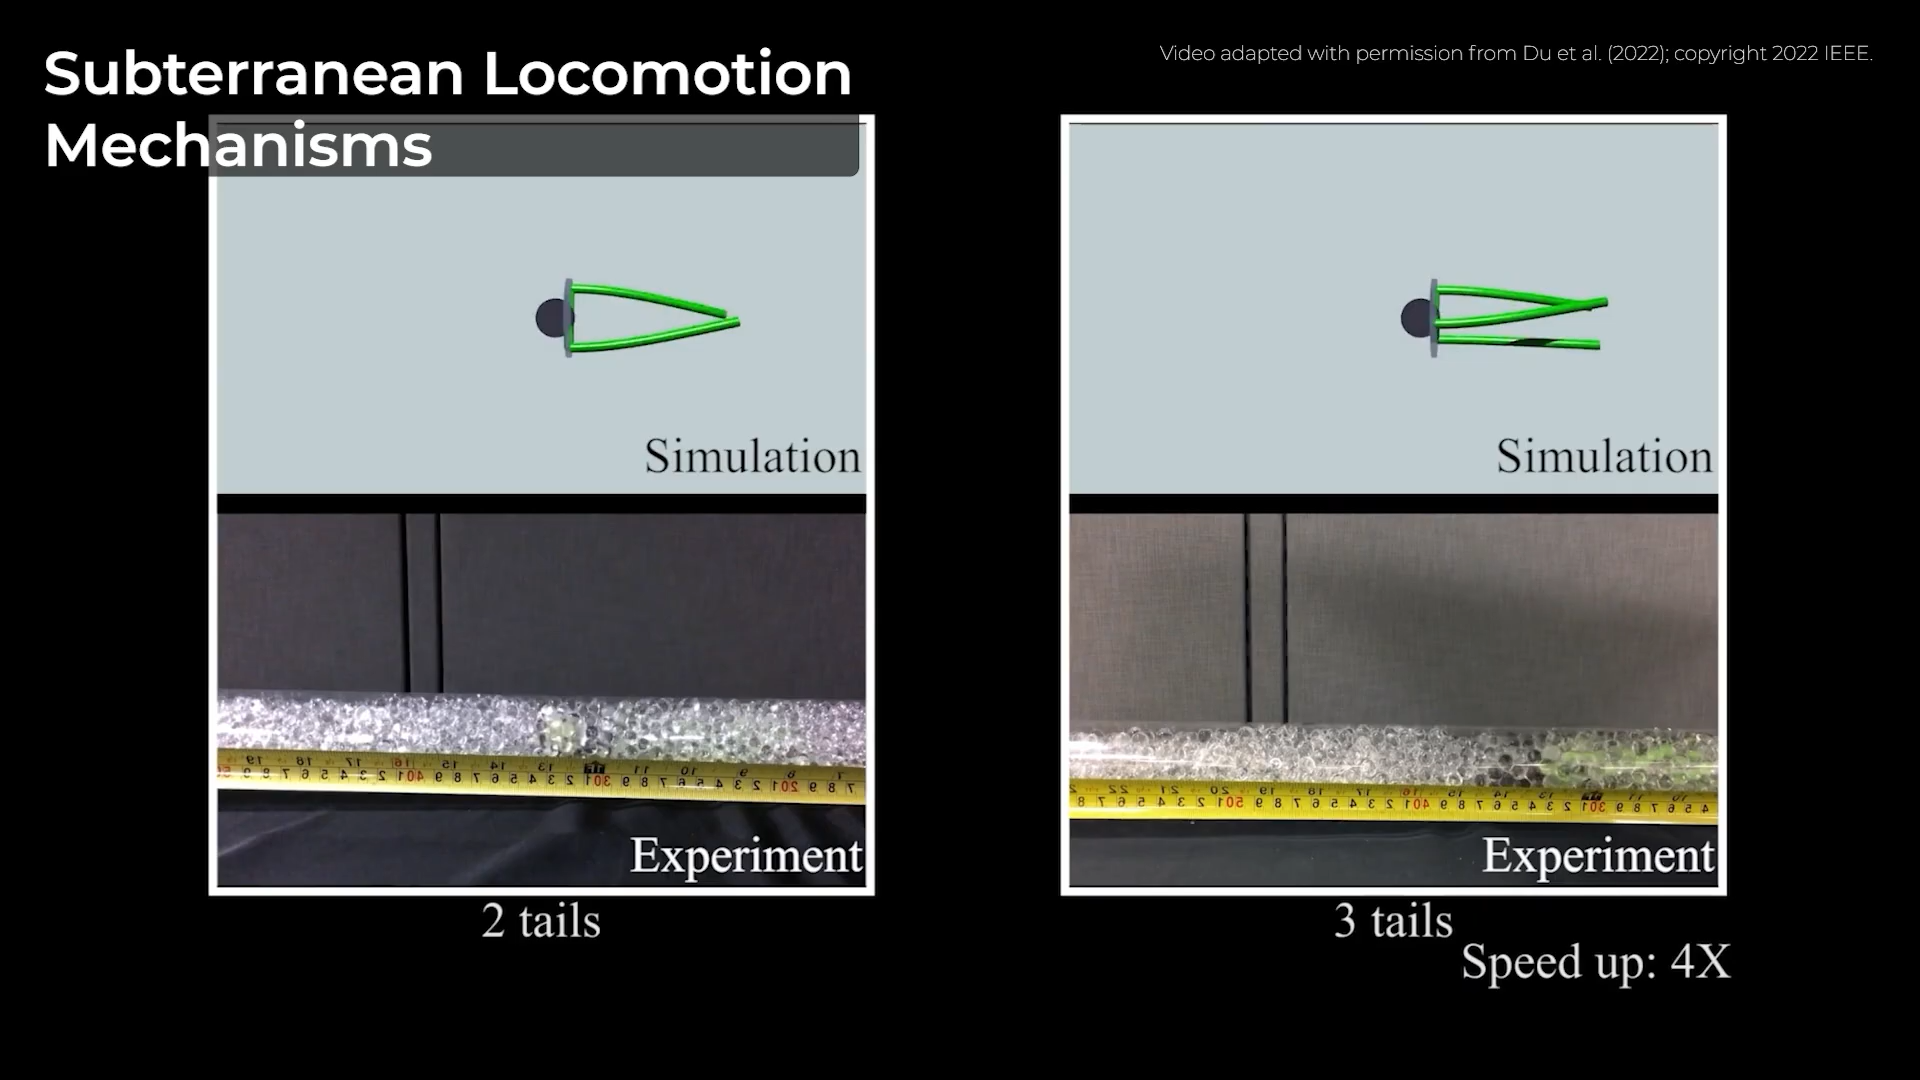 Subterranean Locomotion
Mechanisms
Video adapted with permission from Du et al. (2022); copyright 2022 IEEE.
Simulation
Simulation
Experiment
Experiment
2 tails
3 tails
Speed up: 4X